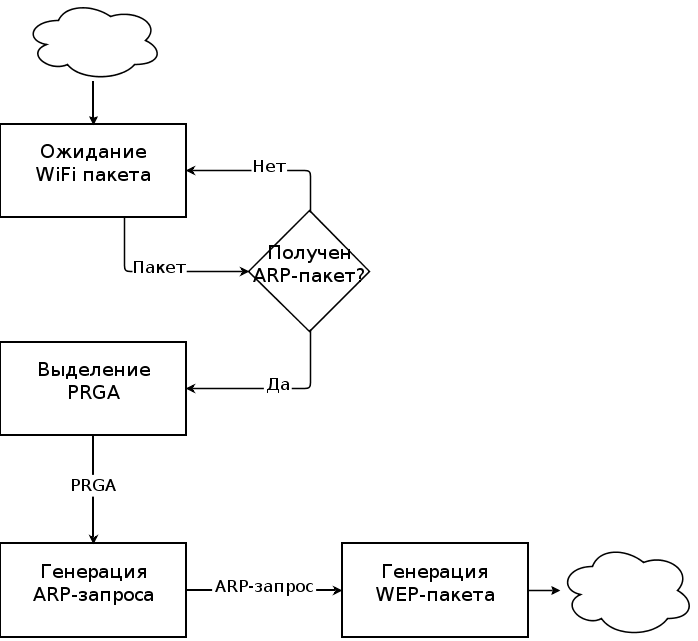 Ожидание
WiFi пакета
Нет
Получен
ARP-пакет?
Пакет
Выделение
PRGA
Да
PRGA
Генерация
ARP-запроса
ARP-запрос
Генерация
WEP-пакета